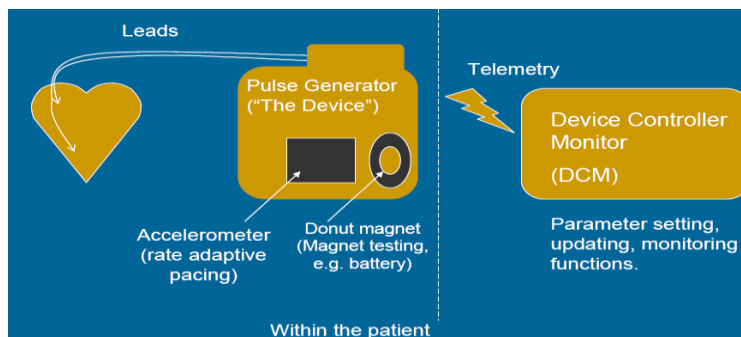 Leads
Pulse Generator
(“The Device”)
Telemetry
Device Controller
Monitor
(DCM)
Accelerometer
(rate adaptive
pacing)
Donut magnet
(Magnet testing,
e.g. battery)
Parameter setting,
updating, monitoring
functions.
Within the patient